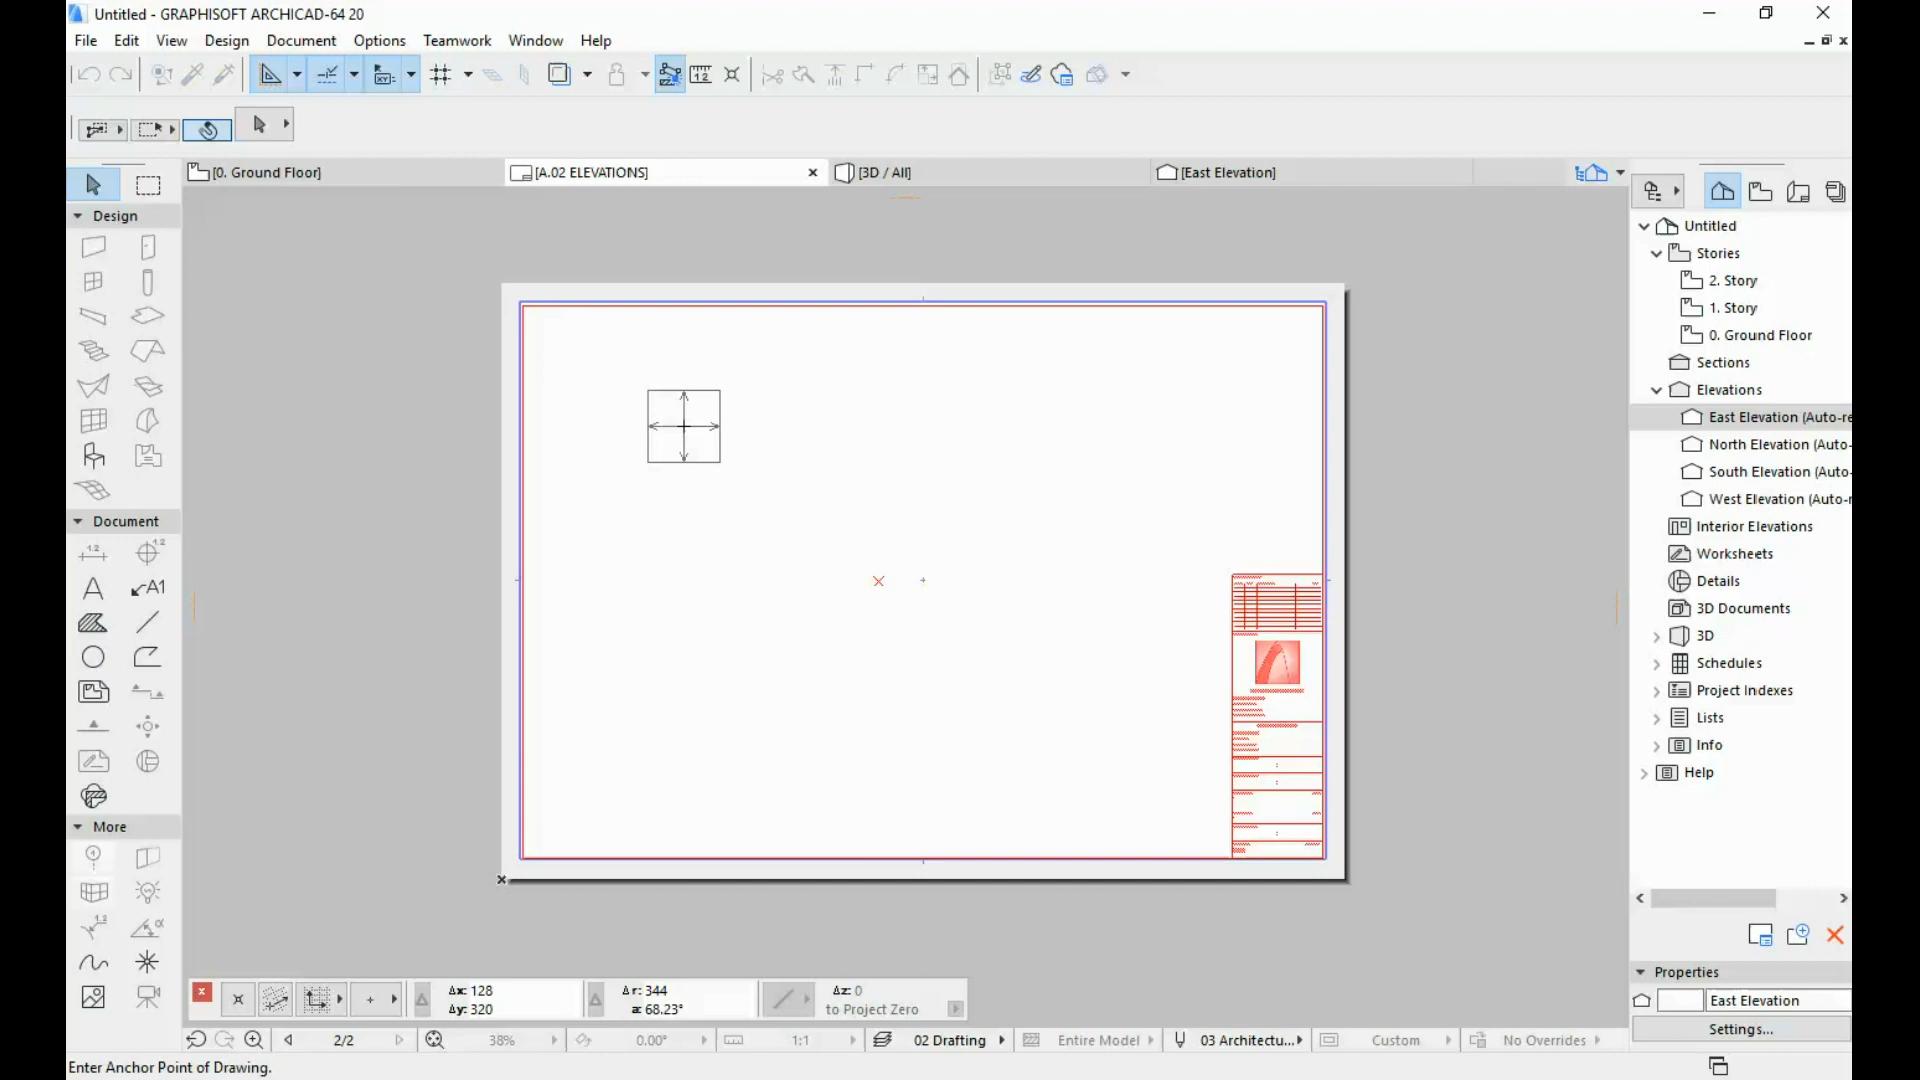 Untitled - GRAPHISOFT ARCHICAD-64 20
File Edit View Design Document Options Teamwork Window Help
[0. Ground Floor] [A.02 ELEVATIONS] [3D / All] [East Elevation]
Design
Document
More
Untitled
Stories
2. Story
1. Story
0. Ground Floor
Sections
Elevations
East Elevation (Auto-re
North Elevation (Auto-
South Elevation (Auto-
West Elevation (Auto-r
Interior Elevations
Worksheets
Details
3D Documents
3D
Schedules
Project Indexes
Lists
Info
Help
Properties
East Elevation
Settings...
Δx: 128
Δy: 320
Δr: 344
a: 68.23°
Δz: 0
to Project Zero
2/2 38% 0.00° 1:1 02 Drafting Entire Model 03 Architectu... Custom No Overrides
Enter Anchor Point of Drawing.